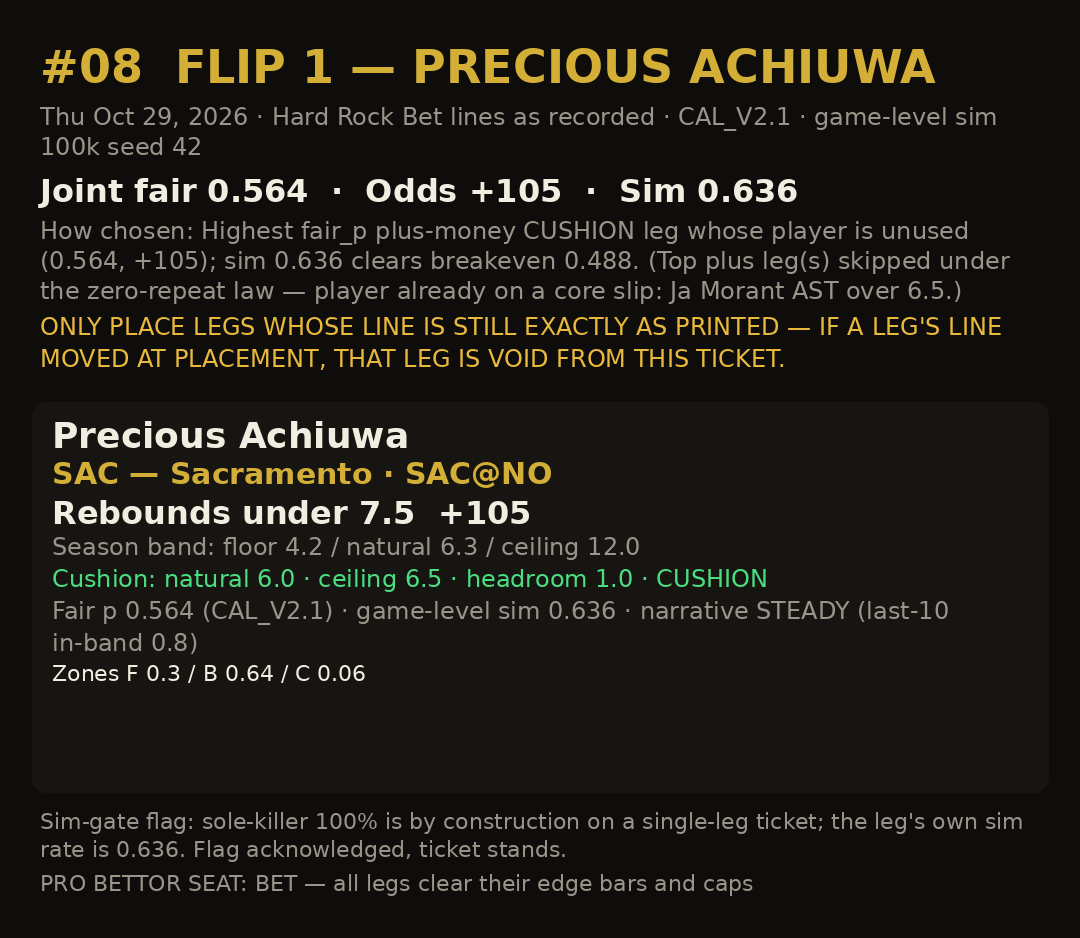 #08 FLIP 1 — PRECIOUS ACHIUWA
Thu Oct 29, 2026 · Hard Rock Bet lines as recorded · CAL_V2.1 · game-level sim
100k seed 42
Joint fair 0.564 · Odds +105 · Sim 0.636
How chosen: Highest fair_p plus-money CUSHION leg whose player is unused
(0.564, +105); sim 0.636 clears breakeven 0.488. (Top plus leg(s) skipped under
the zero-repeat law — player already on a core slip: Ja Morant AST over 6.5.)
ONLY PLACE LEGS WHOSE LINE IS STILL EXACTLY AS PRINTED — IF A LEG'S LINE
MOVED AT PLACEMENT, THAT LEG IS VOID FROM THIS TICKET.
Precious Achiuwa
SAC — Sacramento · SAC@NO
Rebounds under 7.5 +105
Season band: floor 4.2 / natural 6.3 / ceiling 12.0
Cushion: natural 6.0 · ceiling 6.5 · headroom 1.0 · CUSHION
Fair p 0.564 (CAL_V2.1) · game-level sim 0.636 · narrative STEADY (last-10
in-band 0.8)
Zones F 0.3 / B 0.64 / C 0.06
Sim-gate flag: sole-killer 100% is by construction on a single-leg ticket; the leg's own sim
rate is 0.636. Flag acknowledged, ticket stands.
PRO BETTOR SEAT: BET — all legs clear their edge bars and caps